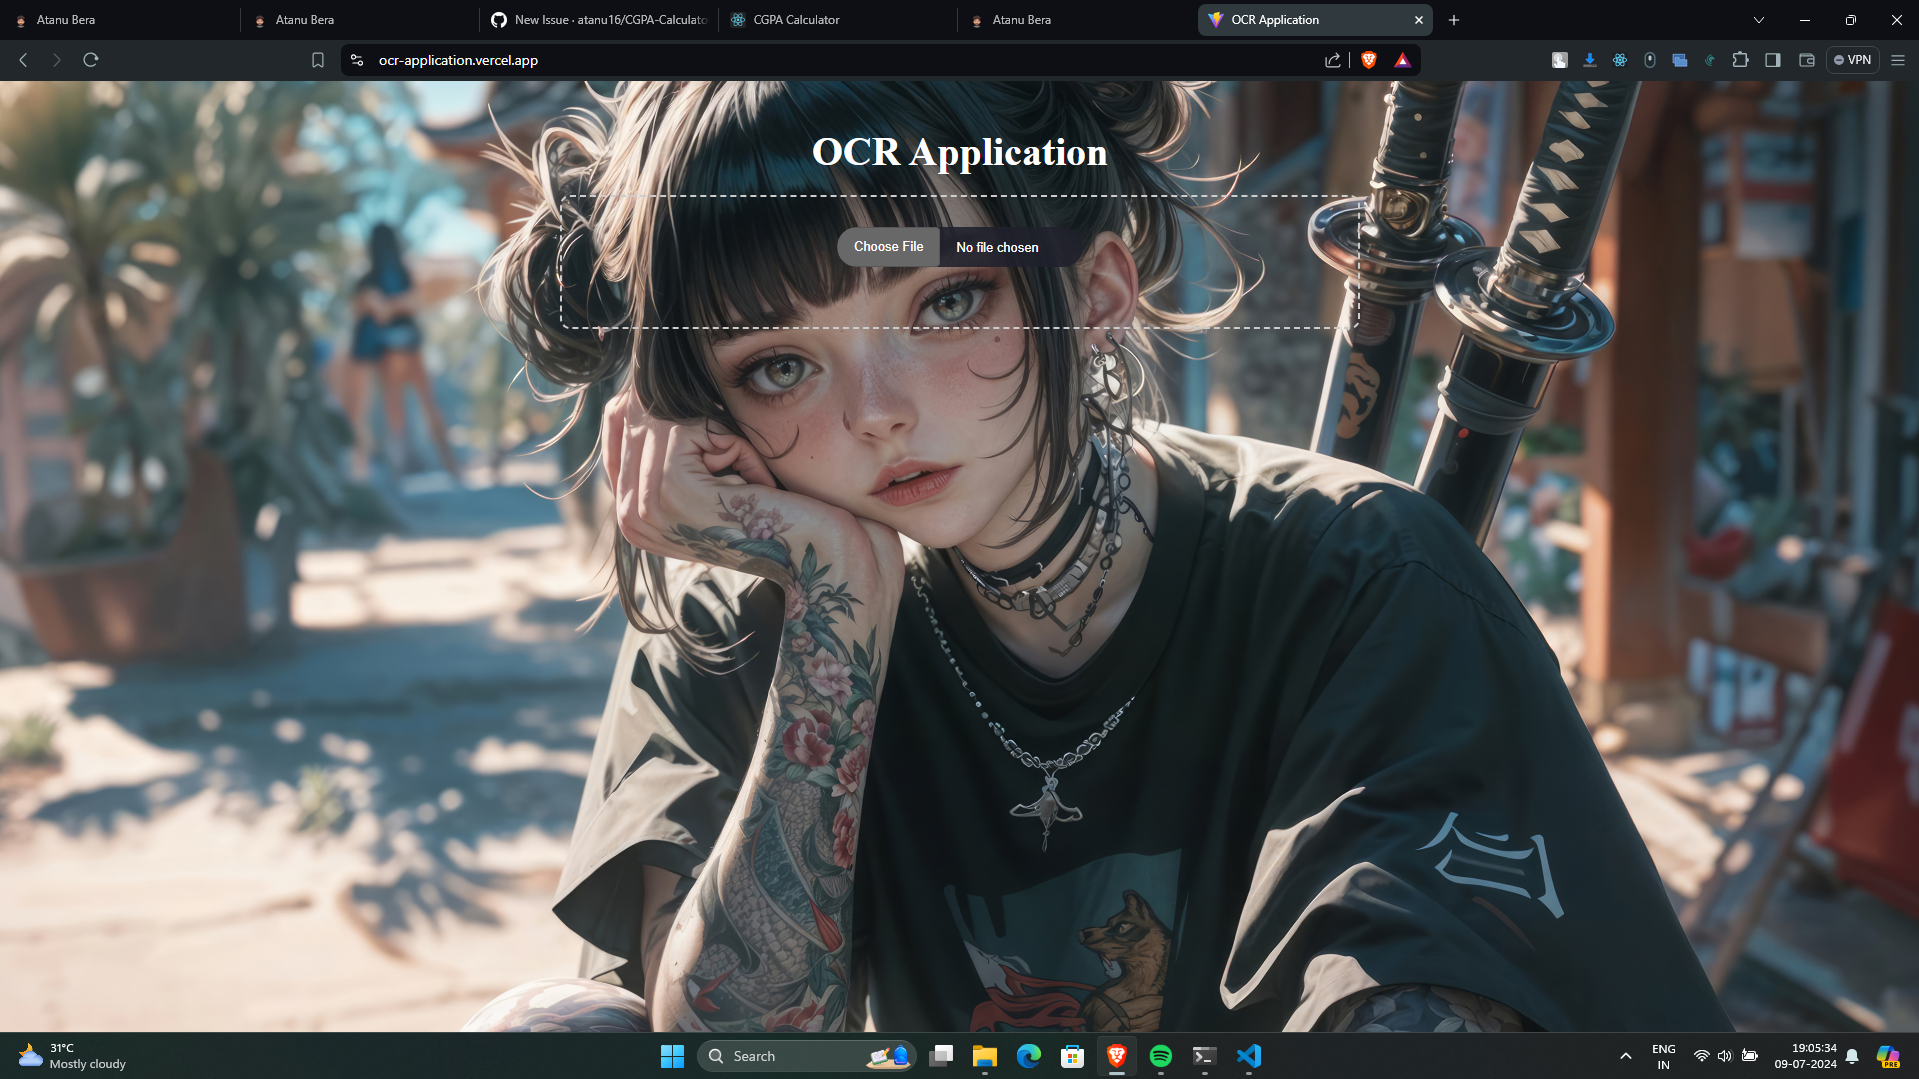 Atanu Bera
Atanu Bera
New Issue · atanu16/CGPA-Calculato
CGPA Calculator
Atanu Bera
OCR Application
ocr-application.vercel.app
VPN
OCR Application
Choose File
No file chosen
31°C
Mostly cloudy
Search
ENG
IN
19:05:34
09-07-2024
PRE